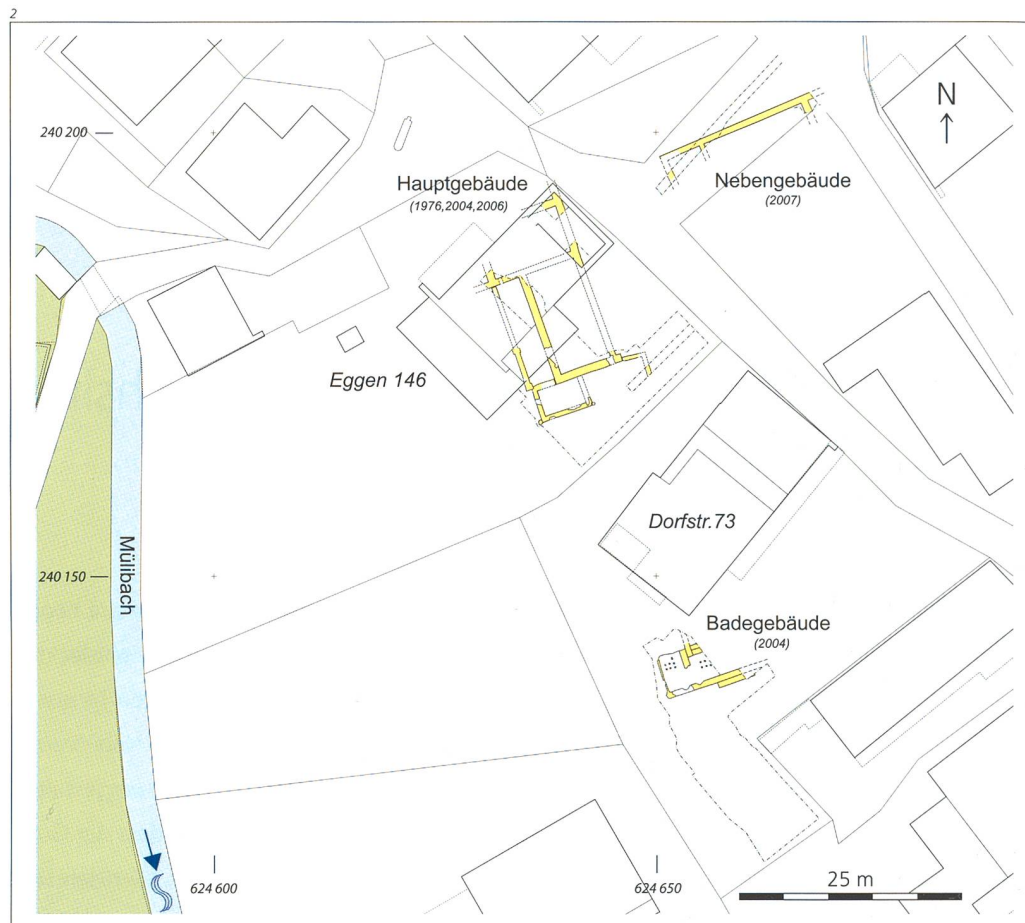 2
240 200
N
Hauptgebäude
(1976,2004,2006)
Nebengebäude
(2007)
Eggen 146
Dorfstr.73
240 150
Mülibach
Badegebäude
(2004)
624 600
624 650
25 m